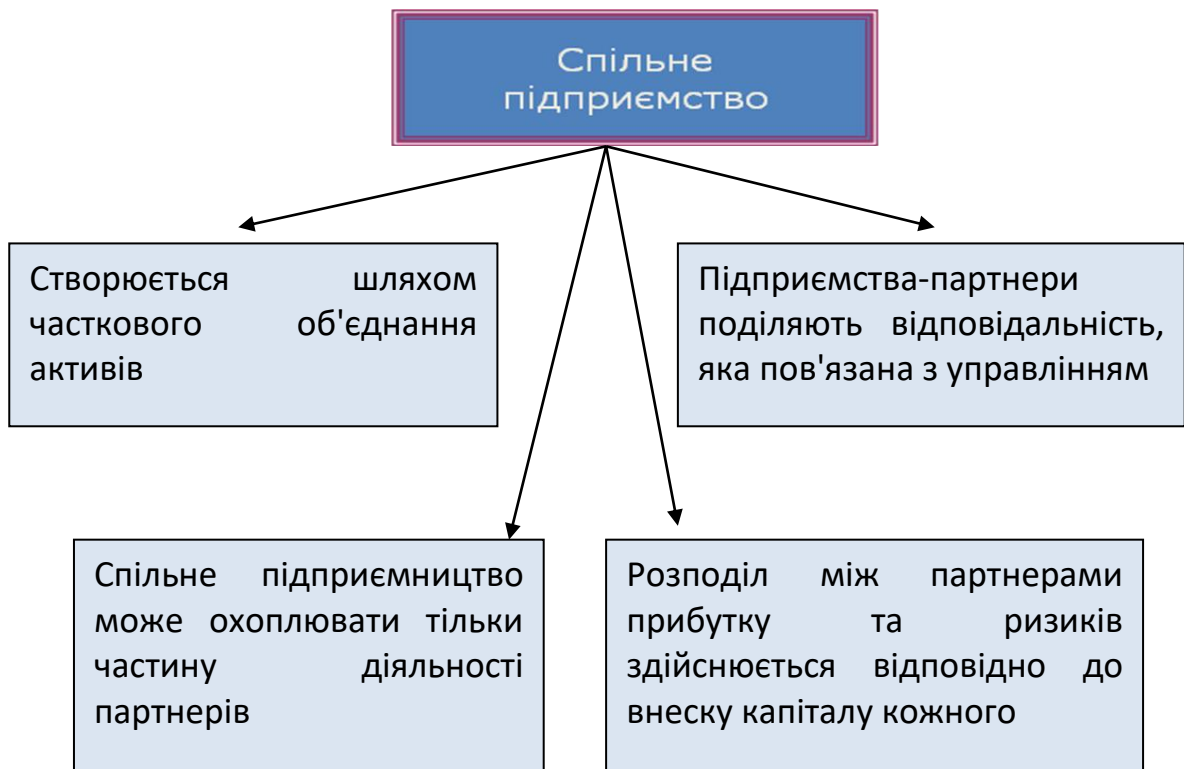 Спільне
підприємство
Створюється шляхом
часткового об'єднання
активів
Підприємства-партнери
поділяють відповідальність,
яка пов'язана з управлінням
Спільне підприємництво
може охоплювати тільки
частину діяльності
партнерів
Розподіл між партнерами
прибутку та ризиків
здійснюється відповідно до
внеску капіталу кожного